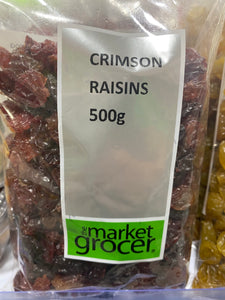 CRIMSON
RAISINS
500g
the market
grocer